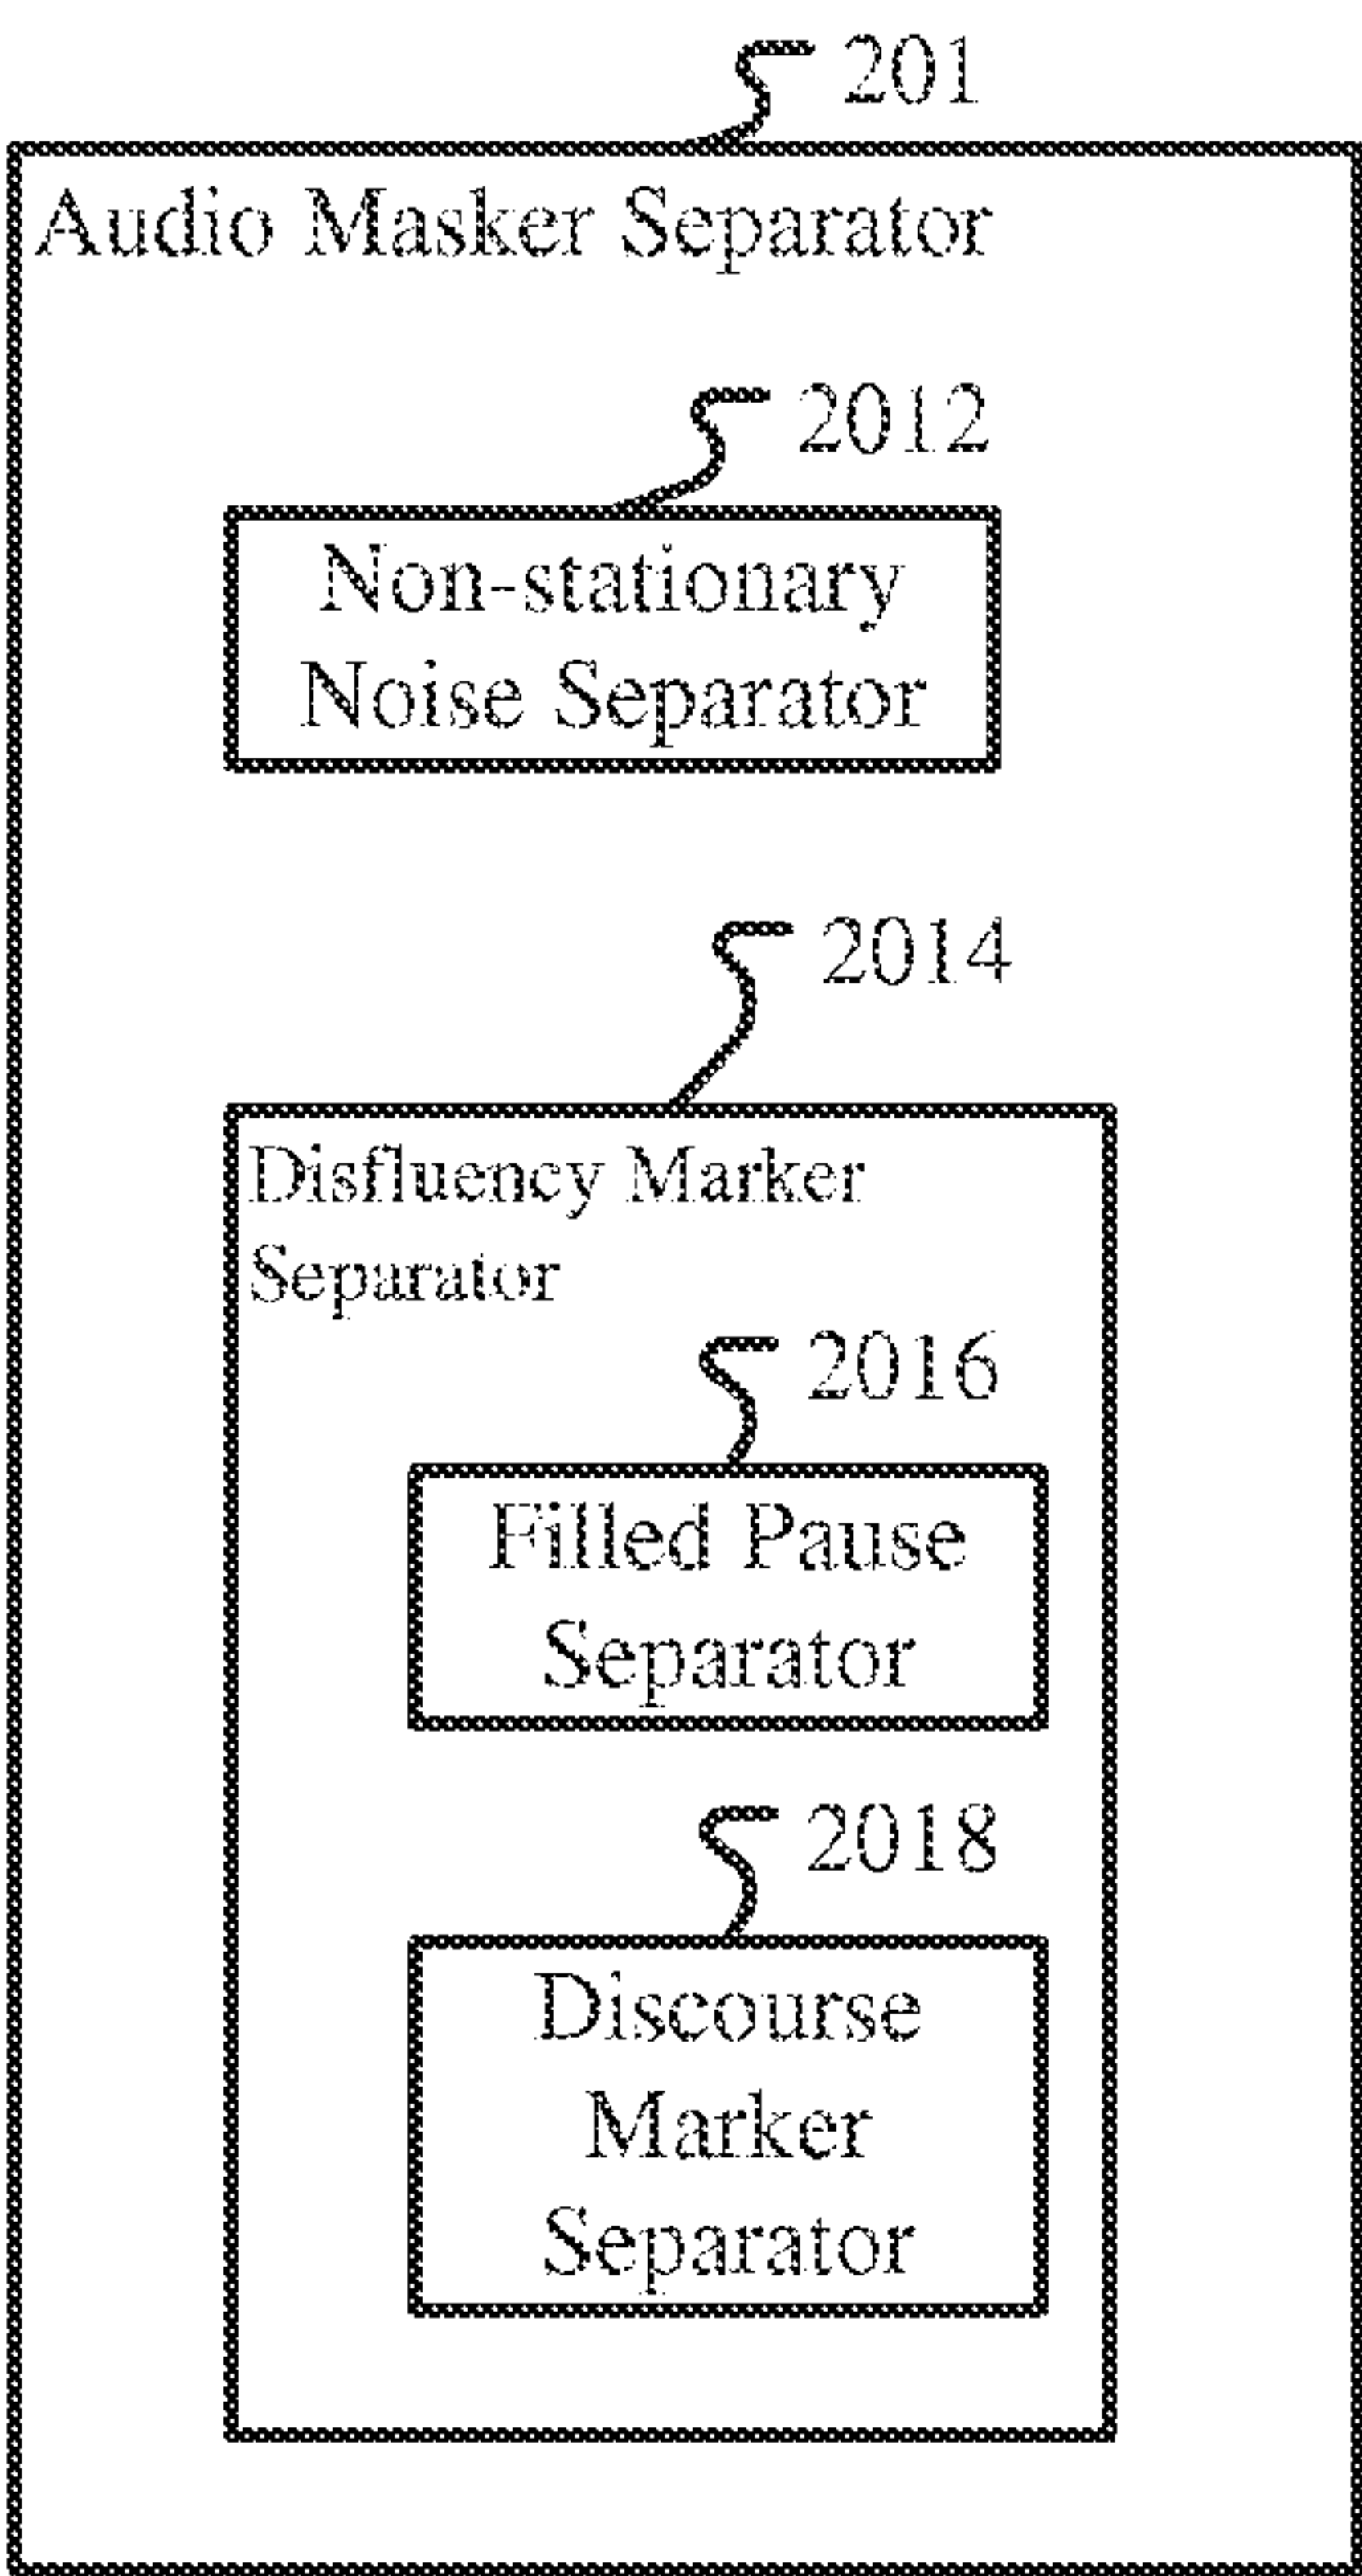 201
Audio Masker Separator
2012
Non-stationary
Noise Separator
2014
Disfluency Marker
Separator
2016
Filled Pause
Separator
2018
Discourse
Marker
Separator